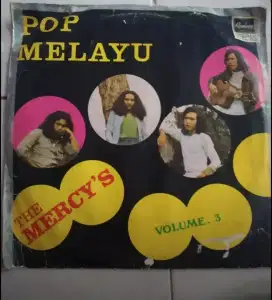 POP
MELAYU
THE
MERCY'S
VOLUME. 3